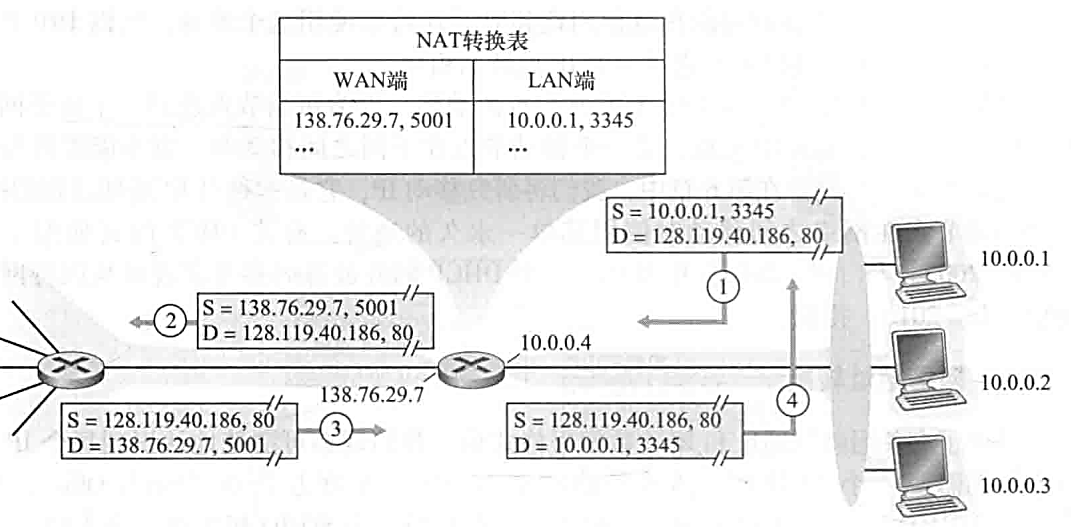 NAT转换表
WAN端 LAN端
138.76.29.7, 5001 10.0.0.1, 3345
… …
S = 10.0.0.1, 3345
D = 128.119.40.186, 80
1
10.0.0.1
S = 138.76.29.7, 5001
D = 128.119.40.186, 80
2
10.0.0.4
138.76.29.7
10.0.0.2
S = 128.119.40.186, 80
D = 138.76.29.7, 5001
3
S = 128.119.40.186, 80
D = 10.0.0.1, 3345
4
10.0.0.3